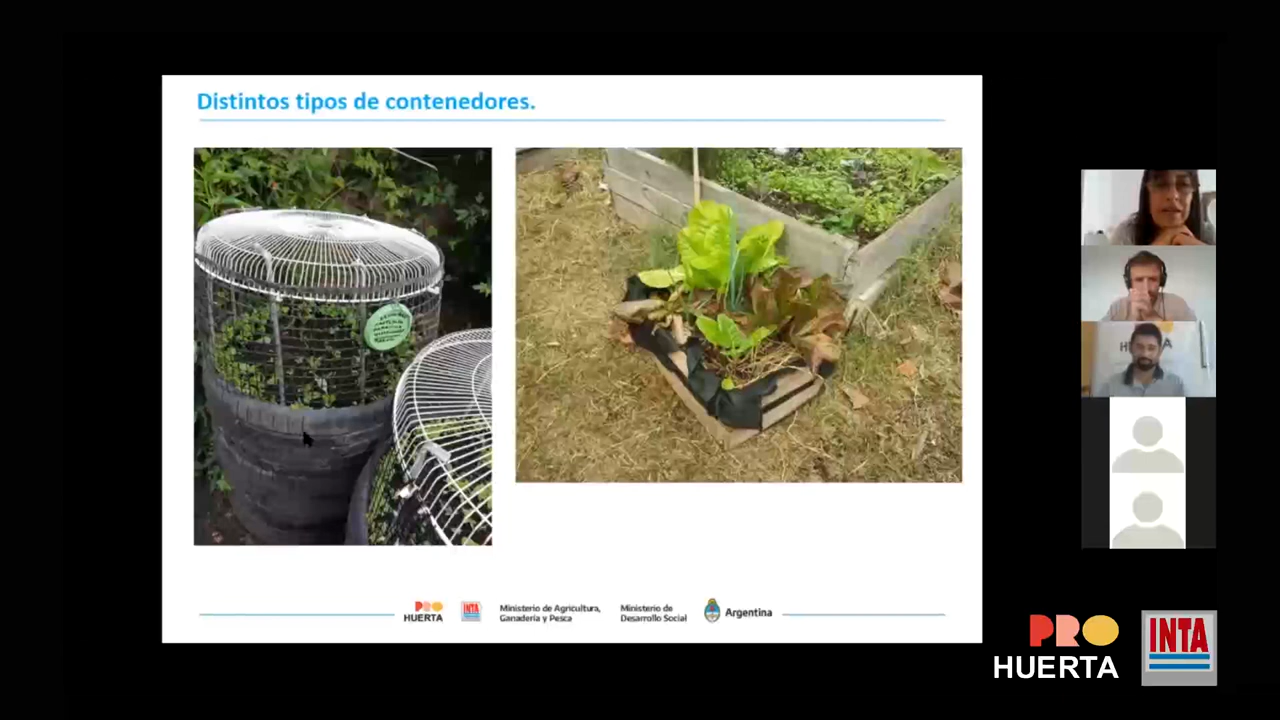 Distintos tipos de contenedores.
PRO
HUERTA
INTA
Ministerio de Agricultura,
Ganadería y Pesca
Ministerio de
Desarrollo Social
Argentina
PRO
HUERTA
INTA